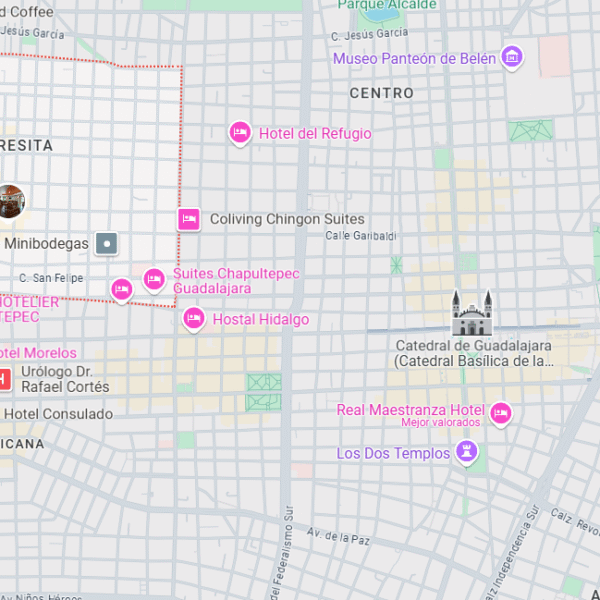 d Coffee
Parque Alcalde
Jesús García
C. Jesús García
Museo Panteón de Belén
CENTRO
Hotel del Refugio
RESITA
Coliving Chingon Suites
Calle Garibaldi
Minibodegas
C. San Felipe
Suites Chapultepec
Guadalajara
HOTELIER
TEPEC
Hostal Hidalgo
Catedral de Guadalajara
(Catedral Basílica de la...
otel Morelos
Urólogo Dr.
Rafael Cortés
Hotel Consulado
Real Maestranza Hotel
Mejor valorados
ICANA
Los Dos Templos
del Federalismo Sur
Av. de la Paz
Calz Independencia Sur
Calz. Revo
Av Niños Héroes
A